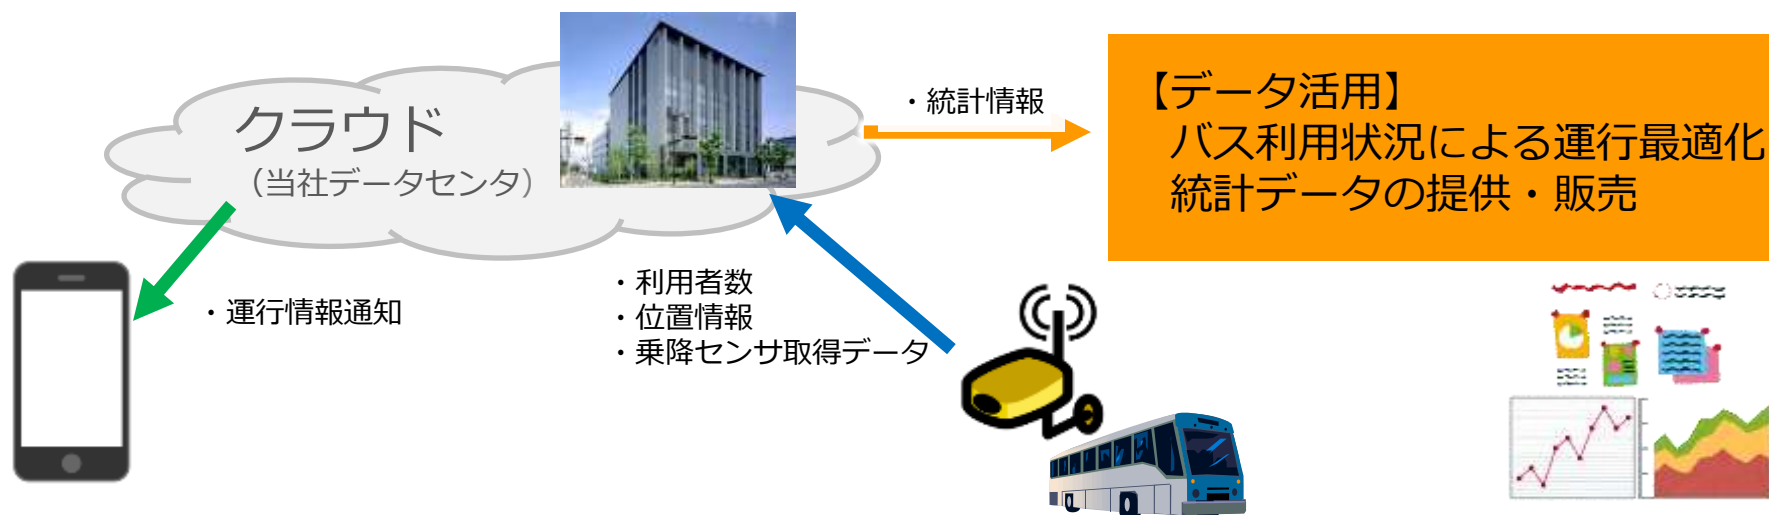 クラウド
（当社データセンタ）
・統計情報
【データ活用】
バス利用状況による運行最適化
統計データの提供・販売
・運行情報通知
・利用者数
・位置情報
・乗降センサ取得データ